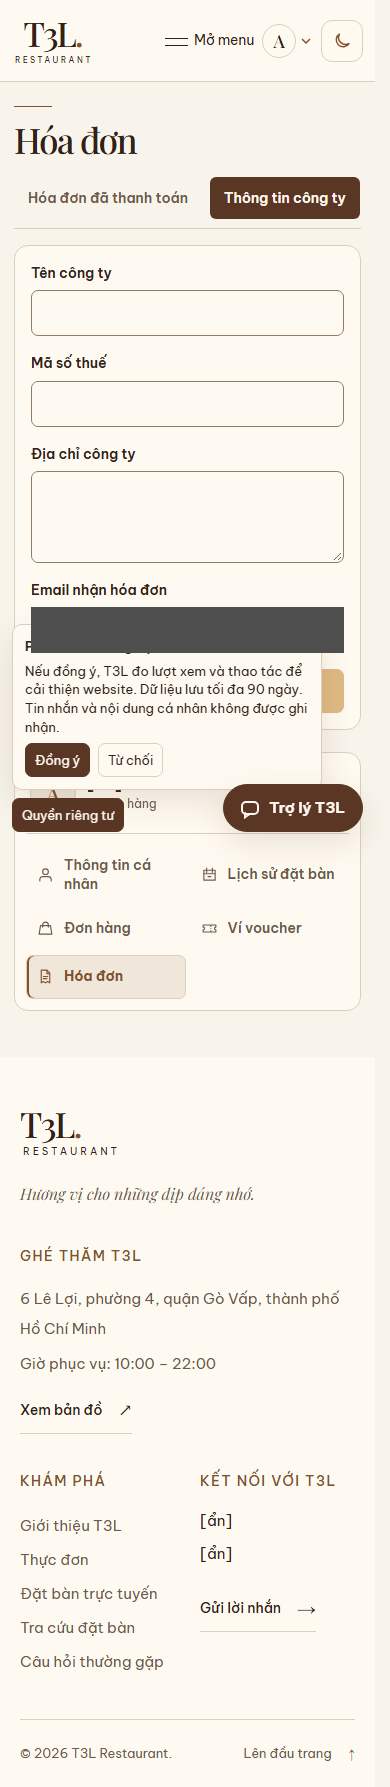 T3L.
RESTAURANT
Mở menu
A
Hóa đơn
Hóa đơn đã thanh toán
Thông tin công ty
Tên công ty
Mã số thuế
Địa chỉ công ty
Email nhận hóa đơn
Nếu đồng ý, T3L đo lượt xem và thao tác để
cải thiện website. Dữ liệu lưu tối đa 90 ngày.
Tin nhắn và nội dung cá nhân không được ghi
nhận.
Đồng ý
Từ chối
Quyền riêng tư
hàng
Trợ lý T3L
Thông tin cá
nhân
Lịch sử đặt bàn
Đơn hàng
Ví voucher
Hóa đơn
T3L.
RESTAURANT
Hương vị cho những dịp đáng nhớ.
GHÉ THĂM T3L
6 Lê Lợi, phường 4, quận Gò Vấp, thành phố
Hồ Chí Minh
Giờ phục vụ: 10:00 – 22:00
Xem bản đồ ↗
KHÁM PHÁ
Giới thiệu T3L
Thực đơn
Đặt bàn trực tuyến
Tra cứu đặt bàn
Câu hỏi thường gặp
KẾT NỐI VỚI T3L
[ẩn]
[ẩn]
Gửi lời nhắn →
© 2026 T3L Restaurant.
Lên đầu trang ↑